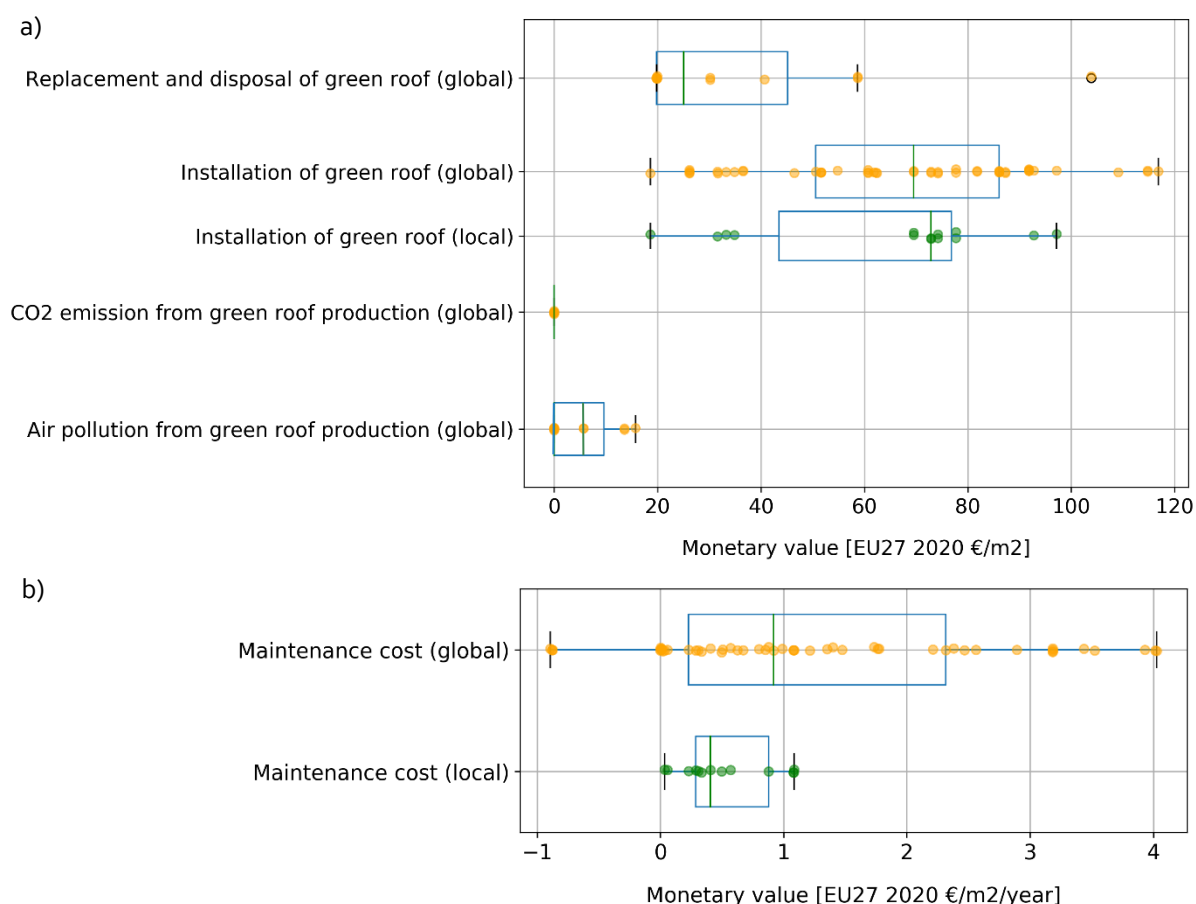 a)
Replacement and disposal of green roof (global)
Installation of green roof (global)
Installation of green roof (local)
CO2 emission from green roof production (global)
Air pollution from green roof production (global)
0 20 40 60 80 100 120
Monetary value [EU27 2020 €/m2]
b)
Maintenance cost (global)
Maintenance cost (local)
−1 0 1 2 3 4
Monetary value [EU27 2020 €/m2/year]